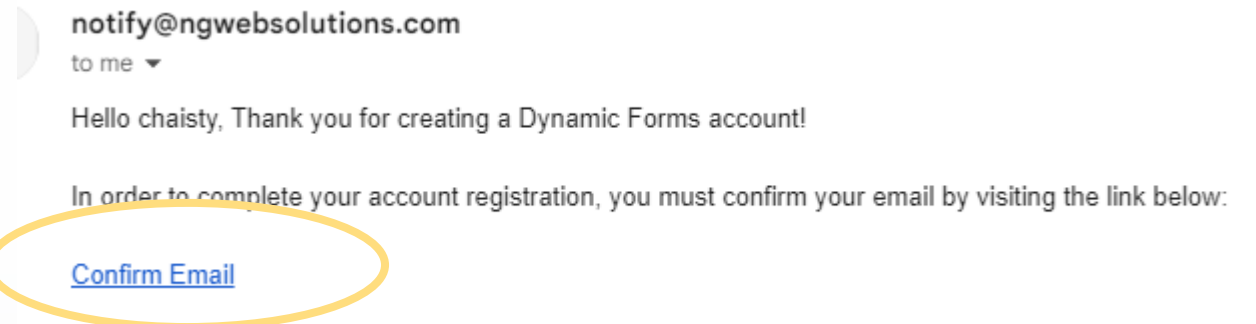 notify@ngwebsolutions.com
to me
Hello chaisty, Thank you for creating a Dynamic Forms account!
In order to complete your account registration, you must confirm your email by visiting the link below:
Confirm Email